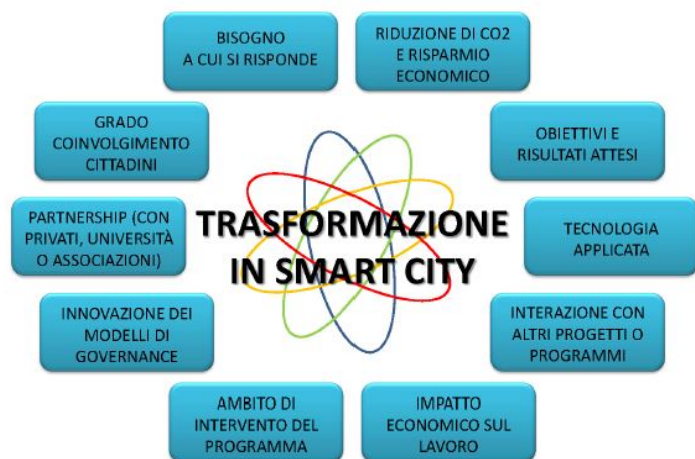 BISOGNO
A CUI SI RISPONDE
RIDUZIONE DI CO2
E RISPARMIO
ECONOMICO
GRADO
COINVOLGIMENTO
CITTADINI
OBIETTIVI E
RISULTATI ATTESI
PARTNERSHIP (CON
PRIVATI, UNIVERSITÀ
O ASSOCIAZIONI)
TRASFORMAZIONE
IN SMART CITY
TECNOLOGIA
APPLICATA
INNOVAZIONE DEI
MODELLI DI
GOVERNANCE
INTERAZIONE CON
ALTRI PROGETTI O
PROGRAMMI
AMBITO DI
INTERVENTO DEL
PROGRAMMA
IMPATTO
ECONOMICO SUL
LAVORO